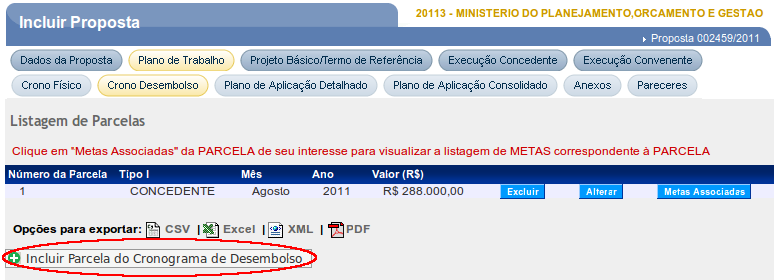 Incluir Proposta
20113 - MINISTERIO DO PLANEJAMENTO,ORCAMENTO E GESTAO
Proposta 002459/2011
Dados da Proposta Plano de Trabalho Projeto Básico/Termo de Referência Execução Concedente Execução Convenente
Crono Físico Crono Desembolso Plano de Aplicação Detalhado Plano de Aplicação Consolidado Anexos Pareceres
Listagem de Parcelas
Clique em "Metas Associadas" da PARCELA de seu interesse para visualizar a listagem de METAS correspondente à PARCELA
Número da Parcela Tipo I Mês Ano Valor (R$)
1 CONCEDENTE Agosto 2011 R$ 288.000,00 Excluir Alterar Metas Associadas
Opções para exportar: CSV | Excel | XML | PDF
Incluir Parcela do Cronograma de Desembolso